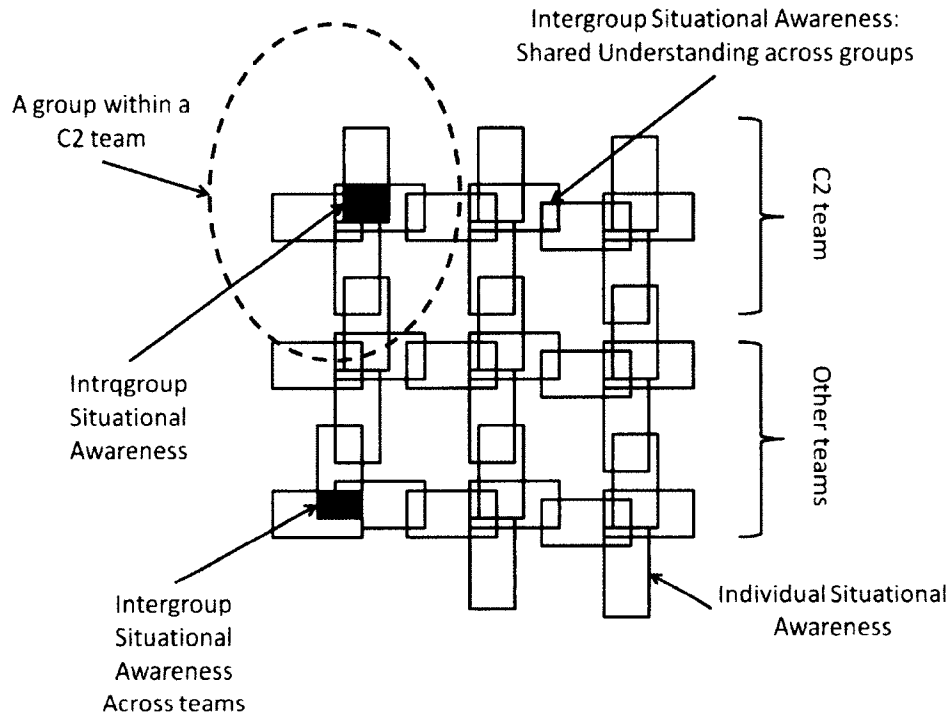 Intergroup Situational Awareness:
Shared Understanding across groups
A group within a
C2 team
C2 team
Intrqgroup
Situational
Awareness
Other teams
Intergroup
Situational
Awareness
Across teams
Individual Situational
Awareness